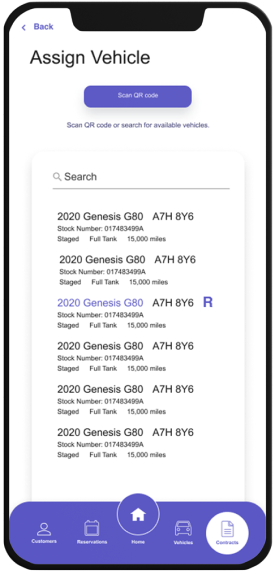 Back
Assign Vehicle
Scan QR code
Scan QR code or search for available vehicles.
Search
2020 Genesis G80 A7H 8Y6
Stock Number: 017483499A
Staged Full Tank 15,000 miles
2020 Genesis G80 A7H 8Y6
Stock Number: 017483499A
Staged Full Tank 15,000 miles
2020 Genesis G80 A7H 8Y6 R
Stock Number: 017483499A
Staged Full Tank 15,000 miles
2020 Genesis G80 A7H 8Y6
Stock Number: 017483499A
Staged Full Tank 15,000 miles
2020 Genesis G80 A7H 8Y6
Stock Number: 017483499A
Staged Full Tank 15,000 miles
2020 Genesis G80 A7H 8Y6
Stock Number: 017483499A
Staged Full Tank 15,000 miles
Customers Reservations Home Vehicles Contracts